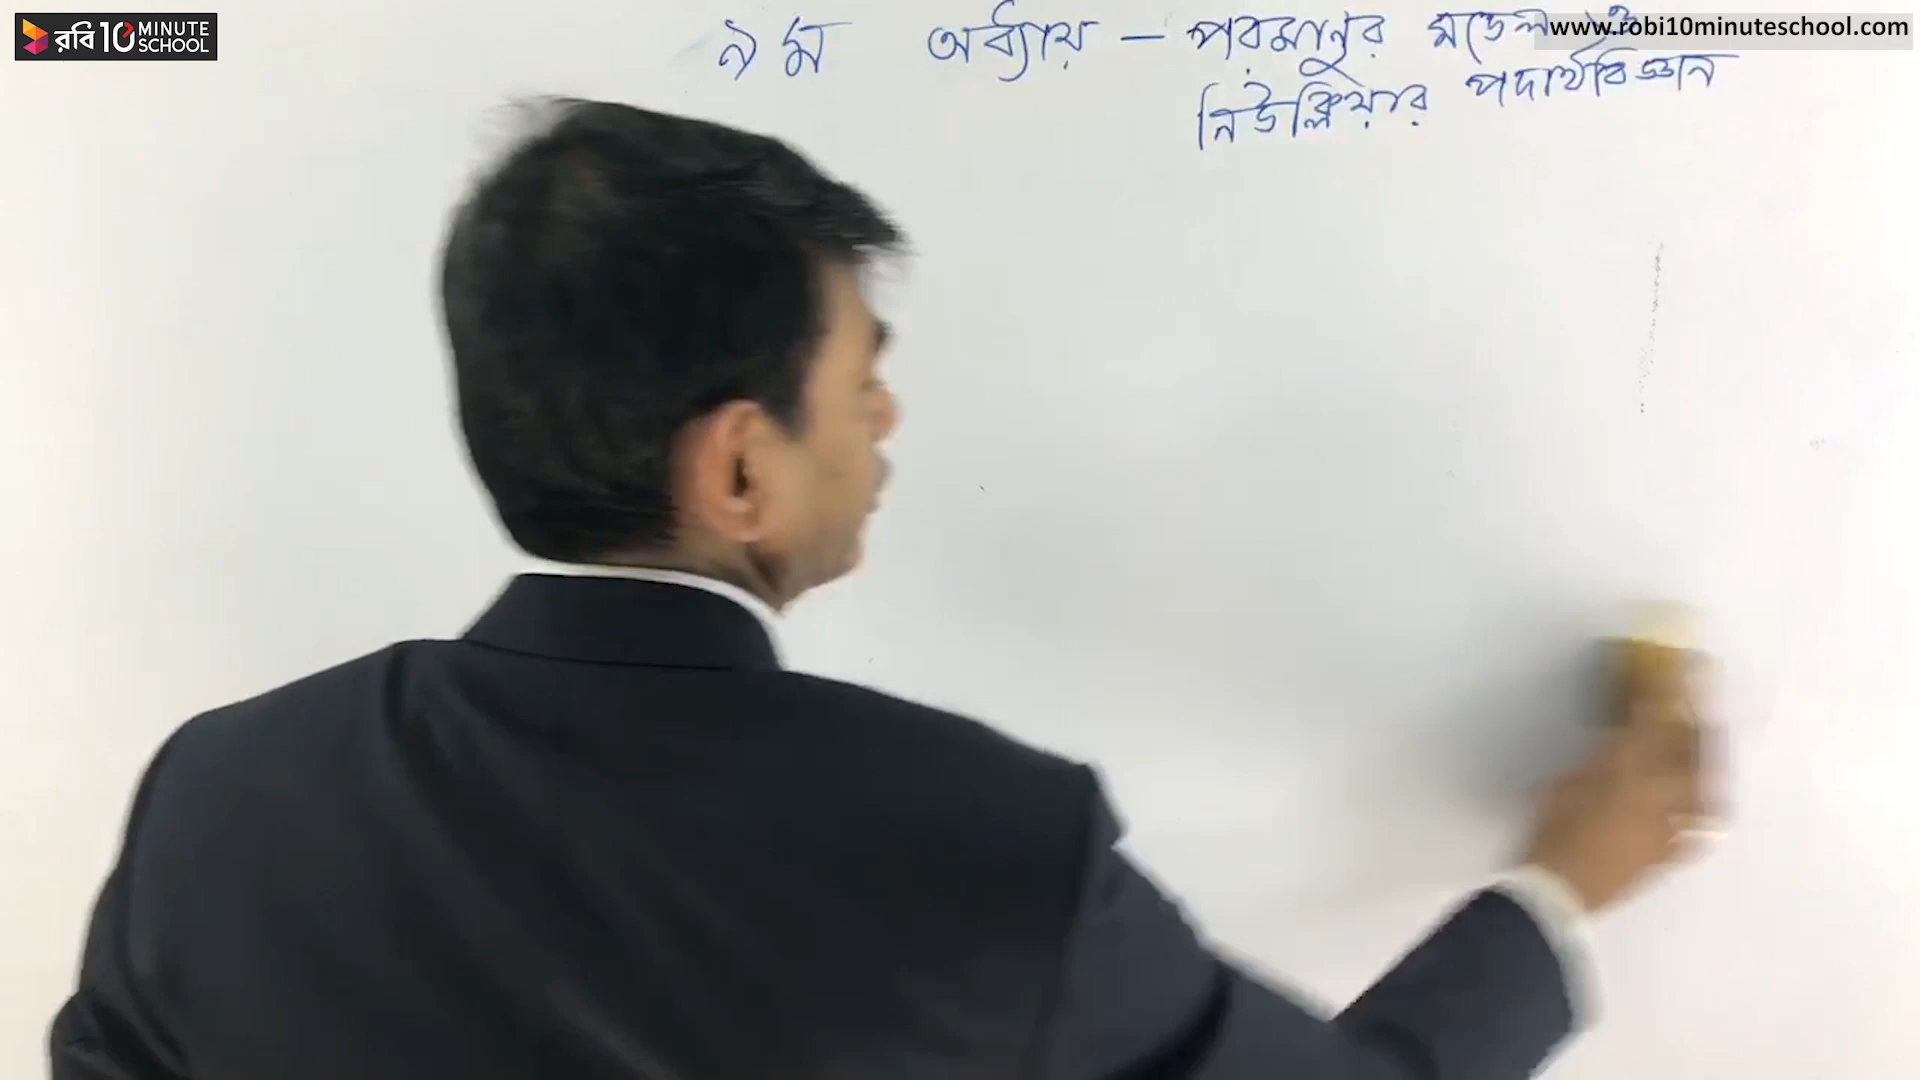 রবি 10 MINUTE SCHOOL
www.robi10minuteschool.com
৯ম অধ্যায় – পরমাণুর মডেল ও
নিউক্লিয়ার পদার্থবিজ্ঞান